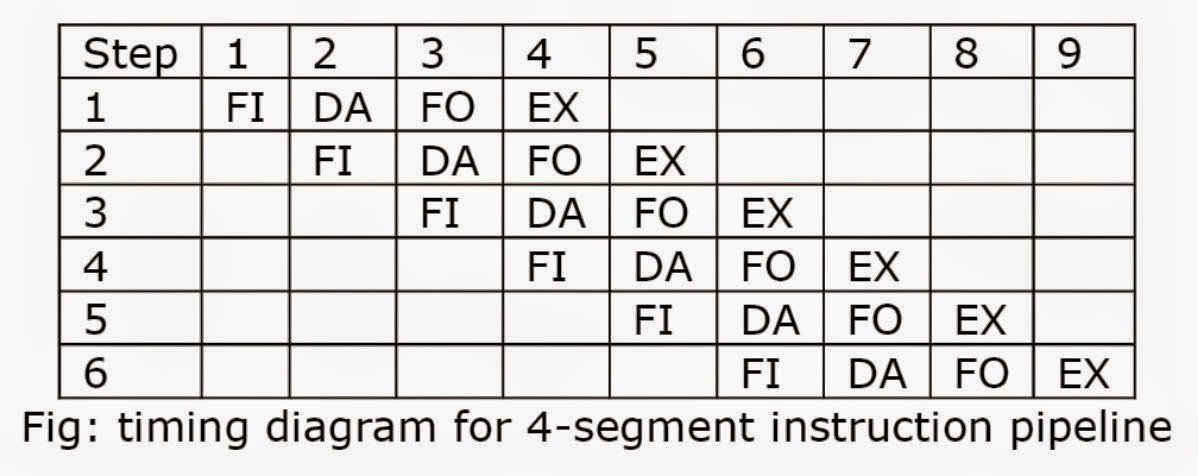 Step 1 2 3 4 5 6 7 8 9
1 FI DA FO EX
2 FI DA FO EX
3 FI DA FO EX
4 FI DA FO EX
5 FI DA FO EX
6 FI DA FO EX
Fig: timing diagram for 4-segment instruction pipeline